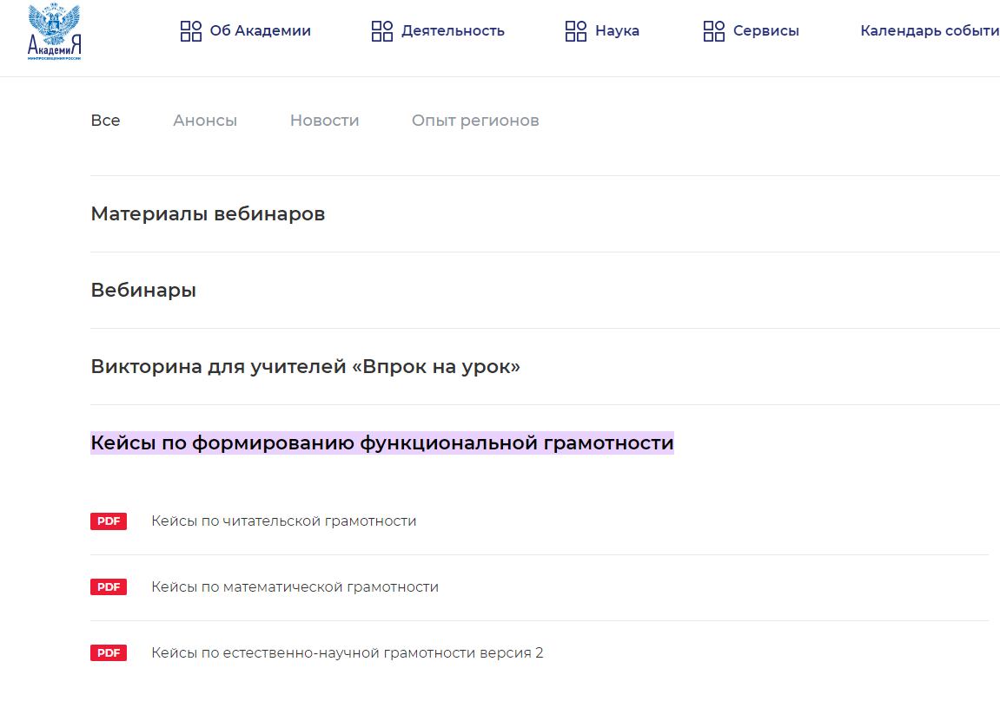 АкадемиЯ
МИНПРОСВЕЩЕНИЯ РОССИИ
Об Академии
Деятельность
Наука
Сервисы
Календарь событи
Все
Анонсы
Новости
Опыт регионов
Материалы вебинаров
Вебинары
Викторина для учителей «Впрок на урок»
Кейсы по формированию функциональной грамотности
PDF Кейсы по читательской грамотности
PDF Кейсы по математической грамотности
PDF Кейсы по естественно-научной грамотности версия 2